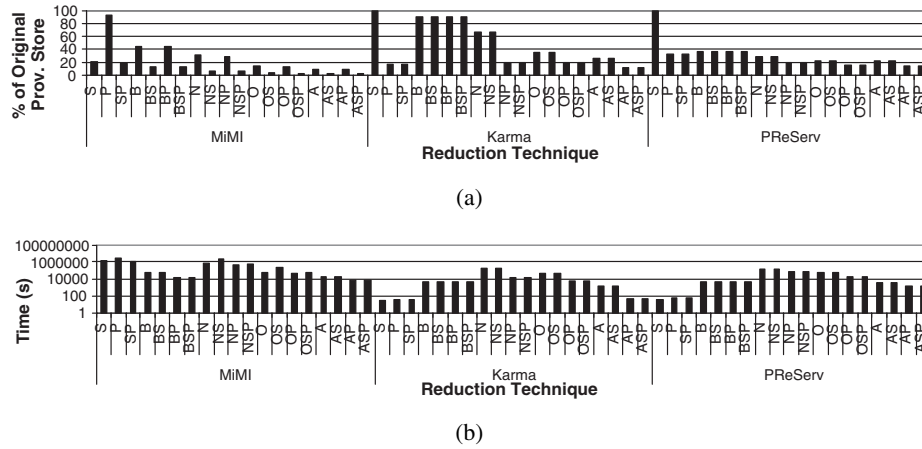 % of Original
Prov. Store
100
80
60
40
20
0
S P SP B BS BP BSP N NS NP NSP O OS OP OSP A AS AP ASP S P SP B BS BP BSP N NS NP NSP O OS OP OSP A AS AP ASP S P SP B BS BP BSP N NS NP NSP O OS OP OSP A AS AP ASP
MiMI Karma PReServ
Reduction Technique
(a)
Time (s)
100000000
1000000
10000
100
1
S P SP B BS BP BSP N NS NP NSP O OS OP OSP A AS AP ASP S P SP B BS BP BSP N NS NP NSP O OS OP OSP A AS AP ASP S P SP B BS BP BSP N NS NP NSP O OS OP OSP A AS AP ASP
MiMI Karma PReServ
Reduction Technique
(b)